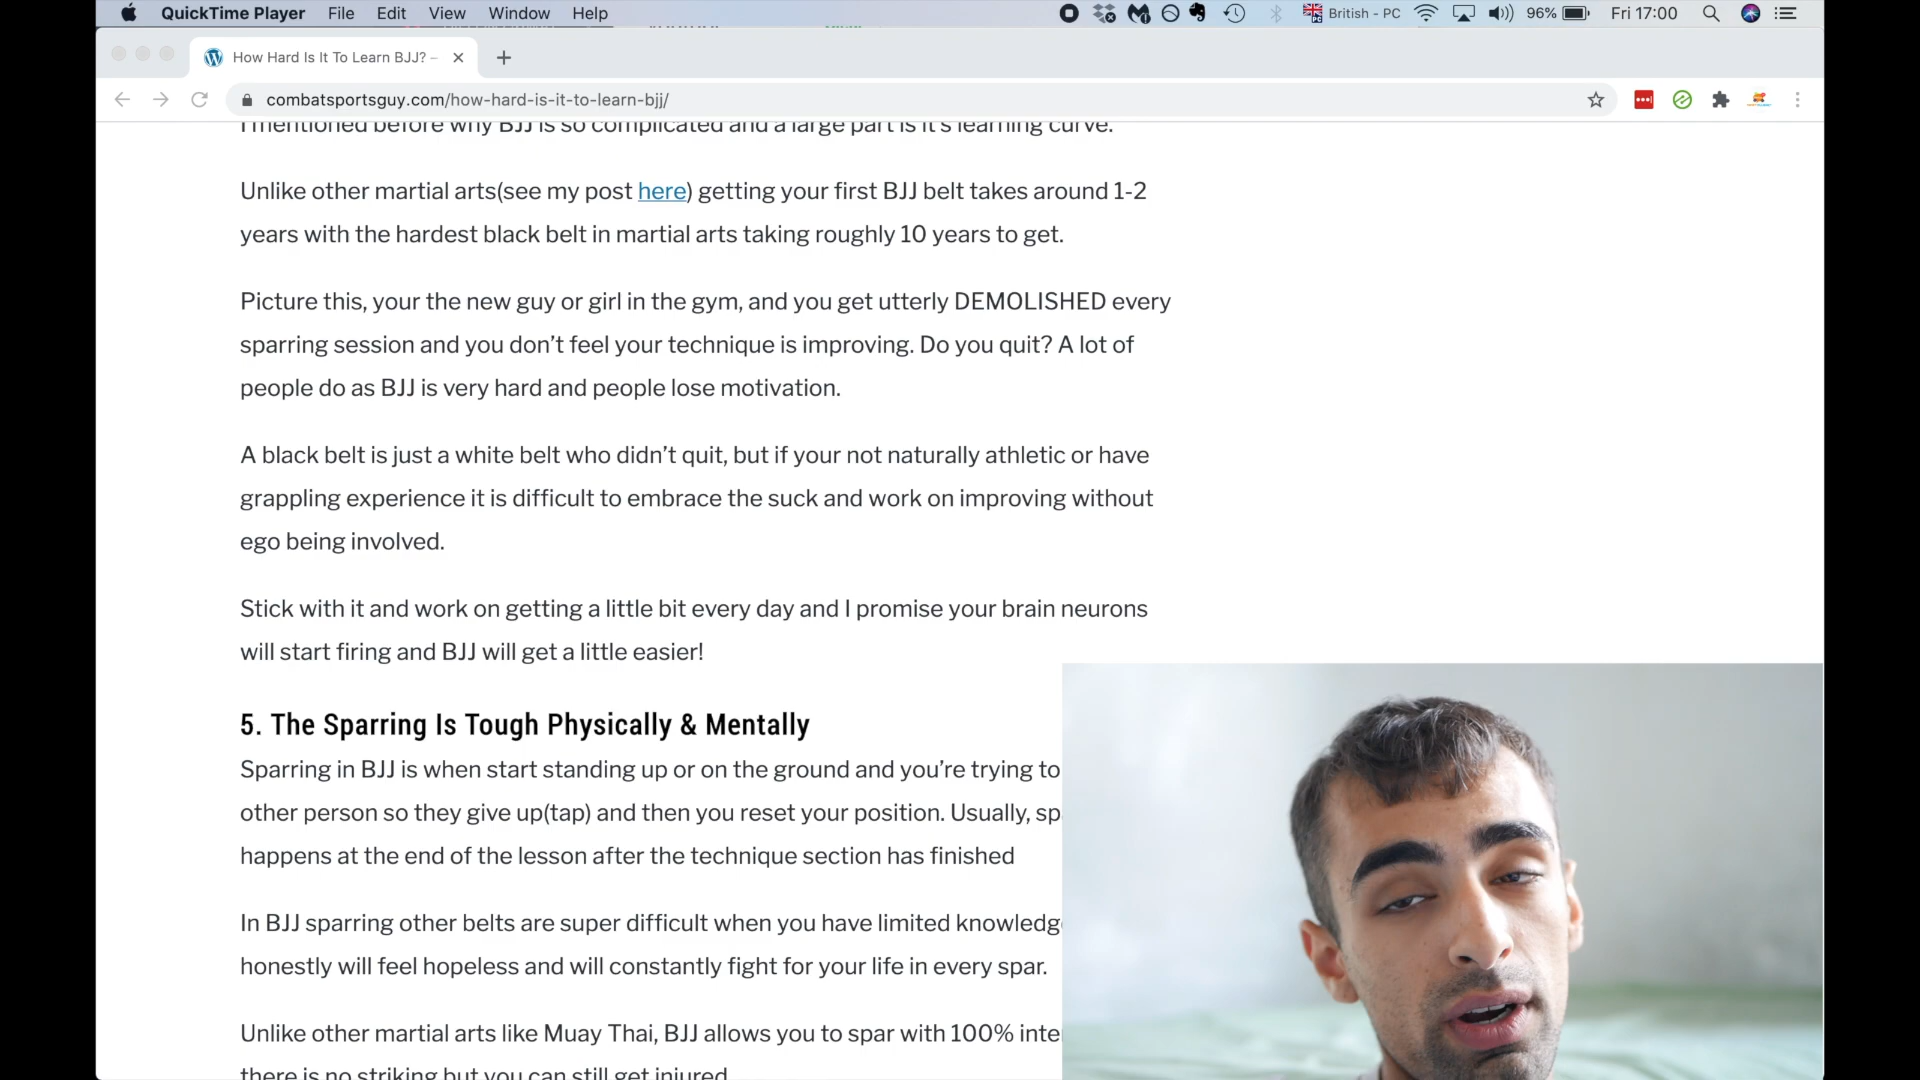 QuickTime Player File Edit View Window Help British - PC 96% Fri 17:00
How Hard Is It To Learn BJJ? –
combatsportsguy.com/how-hard-is-it-to-learn-bjj/
I mentioned before why BJJ is so complicated and a large part is it's learning curve.
Unlike other martial arts(see my post here) getting your first BJJ belt takes around 1-2
years with the hardest black belt in martial arts taking roughly 10 years to get.
Picture this, your the new guy or girl in the gym, and you get utterly DEMOLISHED every
sparring session and you don't feel your technique is improving. Do you quit? A lot of
people do as BJJ is very hard and people lose motivation.
A black belt is just a white belt who didn't quit, but if your not naturally athletic or have
grappling experience it is difficult to embrace the suck and work on improving without
ego being involved.
Stick with it and work on getting a little bit every day and I promise your brain neurons
will start firing and BJJ will get a little easier!
5. The Sparring Is Tough Physically & Mentally
Sparring in BJJ is when start standing up or on the ground and you're trying to
other person so they give up(tap) and then you reset your position. Usually, sp
happens at the end of the lesson after the technique section has finished
In BJJ sparring other belts are super difficult when you have limited knowledg
honestly will feel hopeless and will constantly fight for your life in every spar.
Unlike other martial arts like Muay Thai, BJJ allows you to spar with 100% inte
there is no striking but you can still get injured